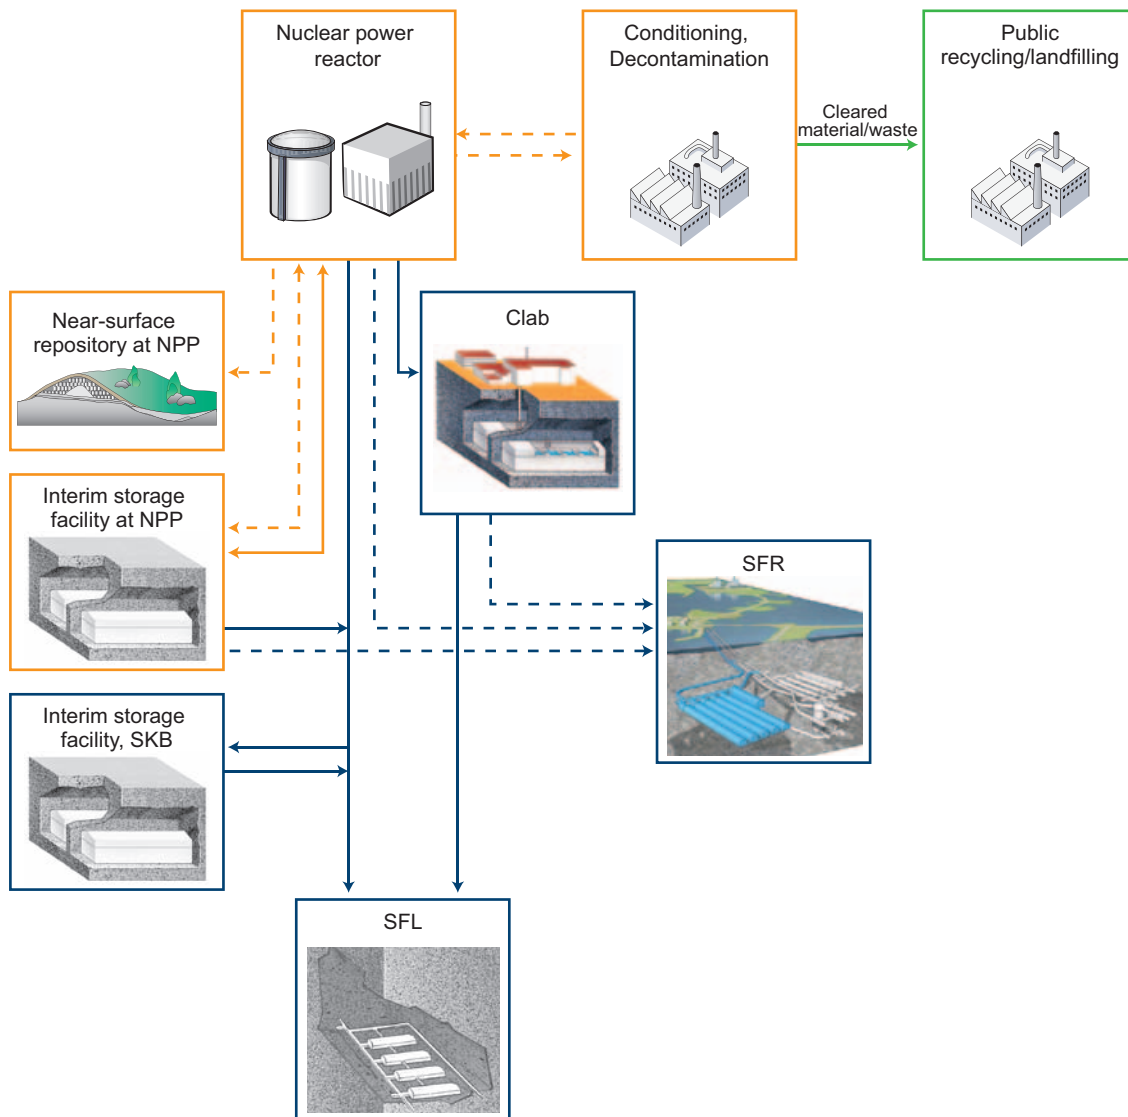 Nuclear power
reactor
Conditioning,
Decontamination
Public
recycling/landfilling
Cleared
material/waste
Near-surface
repository at NPP
Clab
Interim storage
facility at NPP
SFR
Interim storage
facility, SKB
SFL